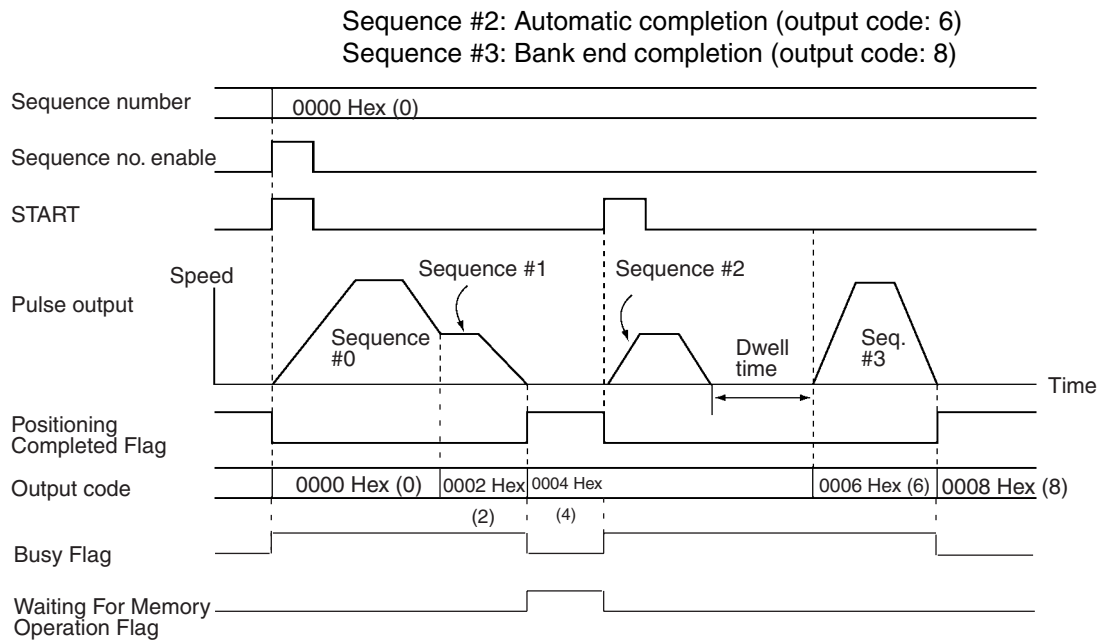 Sequence #2: Automatic completion (output code: 6)
Sequence #3: Bank end completion (output code: 8)
Sequence number
0000 Hex (0)
Sequence no. enable
START
Speed
Sequence #1
Sequence #2
Pulse output
Sequence
#0
Dwell
time
Seq.
#3
Time
Positioning
Completed Flag
Output code
0000 Hex (0)
0002 Hex
(2)
0004 Hex
(4)
0006 Hex (6)
0008 Hex (8)
Busy Flag
Waiting For Memory
Operation Flag